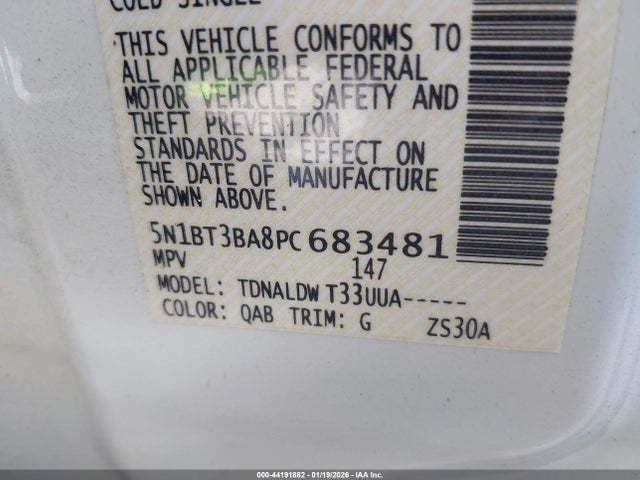 COLD SINGLE
THIS VEHICLE CONFORMS TO
ALL APPLICABLE FEDERAL
MOTOR VEHICLE SAFETY AND
THEFT PREVENTION
STANDARDS IN EFFECT ON
THE DATE OF MANUFACTURE
SHOWN ABOVE.
5N1BT3BA8PC683481
MPV 147
MODEL: TDNALDW T33UUA-----
COLOR: QAB TRIM: G ZS30A
000-44191882 - 01/19/2026 - IAA Inc.